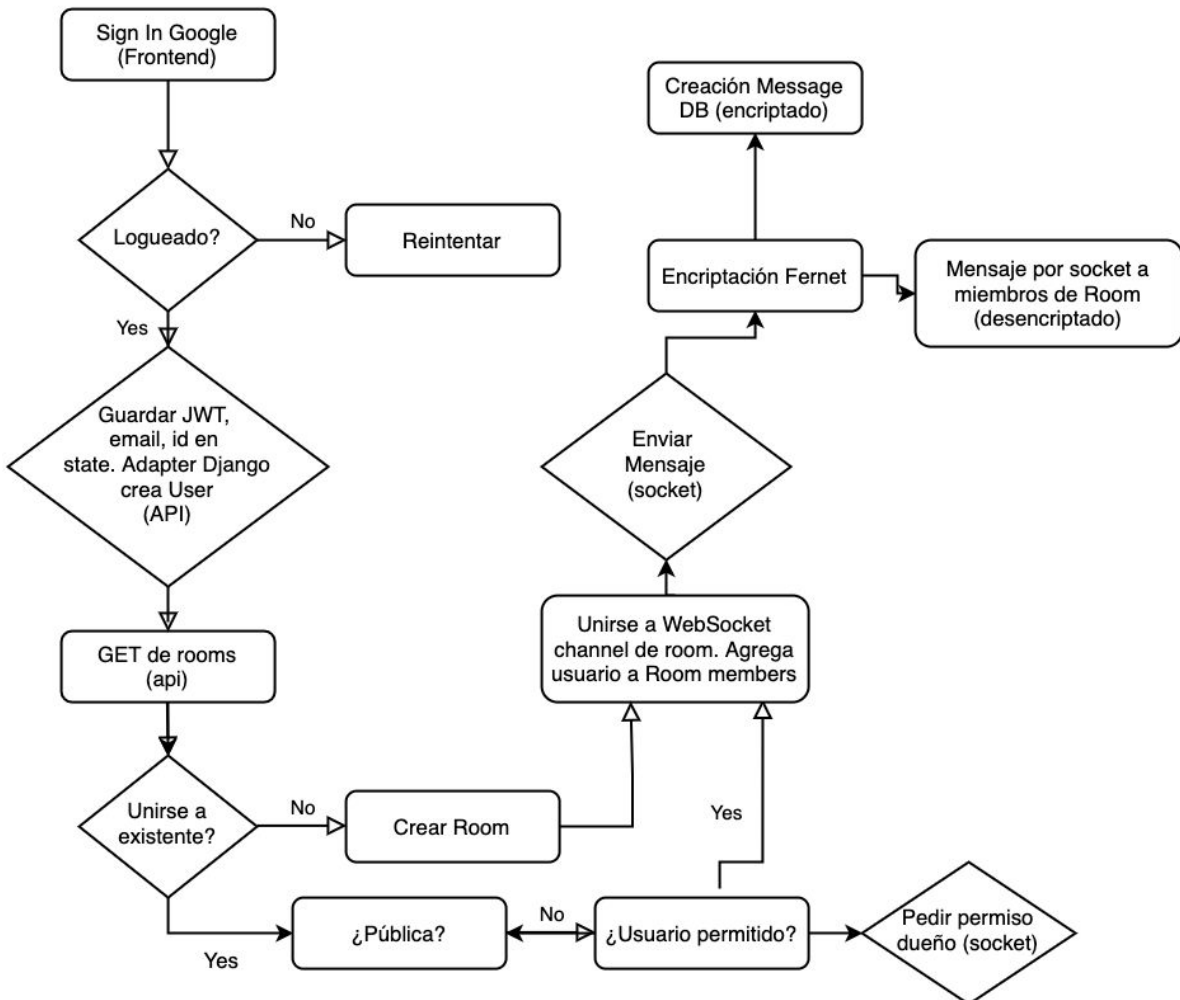 Sign In Google
(Frontend)
Logueado?
No
Reintentar
Yes
Guardar JWT,
email, id en
state. Adapter Django
crea User
(API)
GET de rooms
(api)
Unirse a
existente?
No
Crear Room
Yes
¿Pública?
No
¿Usuario permitido?
Yes
Pedir permiso
dueño (socket)
Unirse a WebSocket
channel de room. Agrega
usuario a Room members
Enviar
Mensaje
(socket)
Encriptación Fernet
Creación Message
DB (encriptado)
Mensaje por socket a
miembros de Room
(desencriptado)